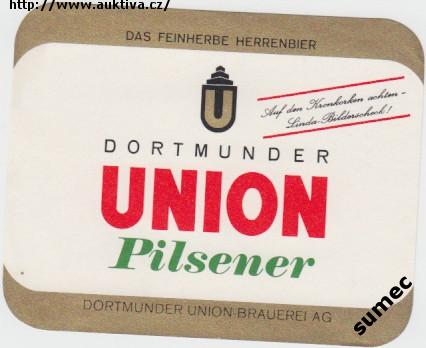 http://www.auktiva.cz/
DAS FEINHERBE HERRENBIER
U
Auf den Kronkorken achten –
Linda-Bilderscheck!
DORTMUNDER
UNION
Pilsener
DORTMUNDER UNION-BRAUEREI AG
sumec